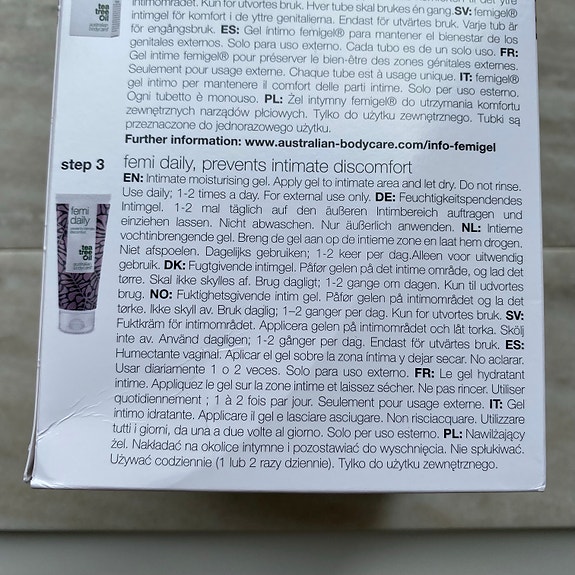 intimområdet. Kun for utvortes bruk. Hver tube skal brukes én gang. SV: femigel®
intimgel för komfort i de yttre genitalierna. Endast för utvärtes bruk. Varje tub är
för engångsbruk. ES: Gel íntimo femigel® para mantener el bienestar de los
genitales externos. Solo para uso externo. Cada tubo es de un solo uso. FR:
Gel intime femigel® pour préserver le bien-être des zones génitales externes.
Seulement pour usage externe. Chaque tube est à usage unique. IT: femigel®
gel intimo per mantenere il comfort delle parti intime. Solo per uso esterno.
Ogni tubetto è monouso. PL: Żel intymny femigel® do utrzymania komfortu
zewnętrznych narządów płciowych. Tylko do użytku zewnętrznego. Tubki są
przeznaczone do jednorazowego użytku.
Further information: www.australian-bodycare.com/info-femigel
step 3 femi daily, prevents intimate discomfort
EN: Intimate moisturising gel. Apply gel to intimate area and let dry. Do not rinse.
Use daily; 1-2 times a day. For external use only. DE: Feuchtigkeitspendendes
Intimgel. 1-2 mal täglich auf den äußeren Intimbereich auftragen und
einziehen lassen. Nicht abwaschen. Nur äußerlich anwenden. NL: Intieme
vochtinbrengende gel. Breng de gel aan op de intieme zone en laat hem drogen.
Niet afspoelen. Dagelijks gebruiken; 1-2 keer per dag.Alleen voor uitwendig
gebruik. DK: Fugtgivende intimgel. Påfør gelen på det intime område, og lad det
tørre. Skal ikke skylles af. Brug dagligt; 1-2 gange om dagen. Kun til udvortes
brug. NO: Fuktighetsgivende intim gel. Påfør gelen på intimområdet og la det
tørke. Ikke skyll av. Bruk daglig; 1–2 ganger per dag. Kun for utvortes bruk. SV:
Fuktkräm för intimområdet. Applicera gelen på intimområdet och låt torka. Skölj
inte av. Använd dagligen; 1-2 gånger per dag. Endast för utvärtes bruk. ES:
Humectante vaginal. Aplicar el gel sobre la zona íntima y dejar secar. No aclarar.
Usar diariamente 1 o 2 veces. Solo para uso externo. FR: Le gel hydratant
intime. Appliquez le gel sur la zone intime et laissez sécher. Ne pas rincer. Utiliser
quotidiennement ; 1 à 2 fois par jour. Seulement pour usage externe. IT: Gel
intimo idratante. Applicare il gel e lasciare asciugare. Non risciacquare. Utilizzare
tutti i giorni, da una a due volte al giorno. Solo per uso esterno. PL: Nawilżający
żel. Nakładać na okolice intymne i pozostawiać do wyschnięcia. Nie spłukiwać.
Używać codziennie (1 lub 2 razy dziennie). Tylko do użytku zewnętrznego.
tea
tree
Oil
australian
bodycare
femi
daily
tea
tree
Oil